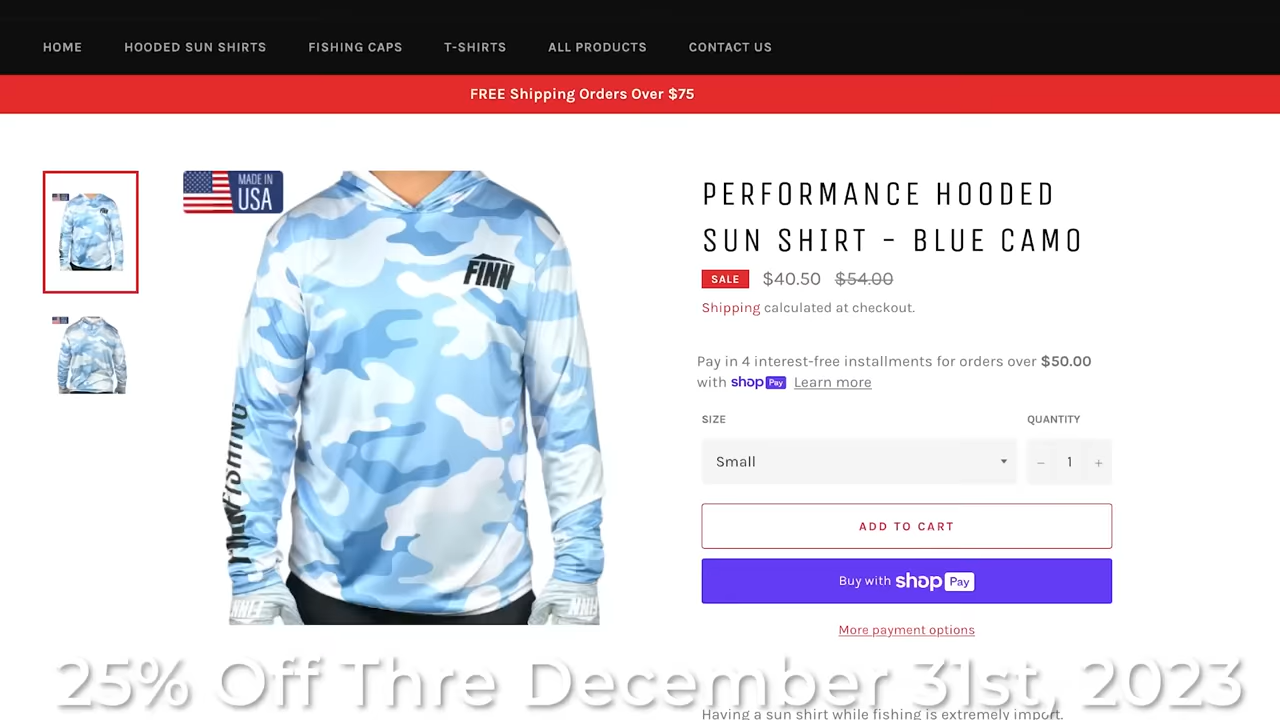 HOME HOODED SUN SHIRTS FISHING CAPS T-SHIRTS ALL PRODUCTS CONTACT US
FREE Shipping Orders Over $75
MADE IN
USA
FINN
FISHING
PERFORMANCE HOODED
SUN SHIRT - BLUE CAMO
SALE $40.50 $54.00
Shipping calculated at checkout.
Pay in 4 interest-free installments for orders over $50.00
with shop Pay Learn more
SIZE QUANTITY
Small − 1 +
ADD TO CART
Buy with shop Pay
More payment options
25% Off Thre December 31st, 2023
Having a sun shirt while fishing is extremely import.